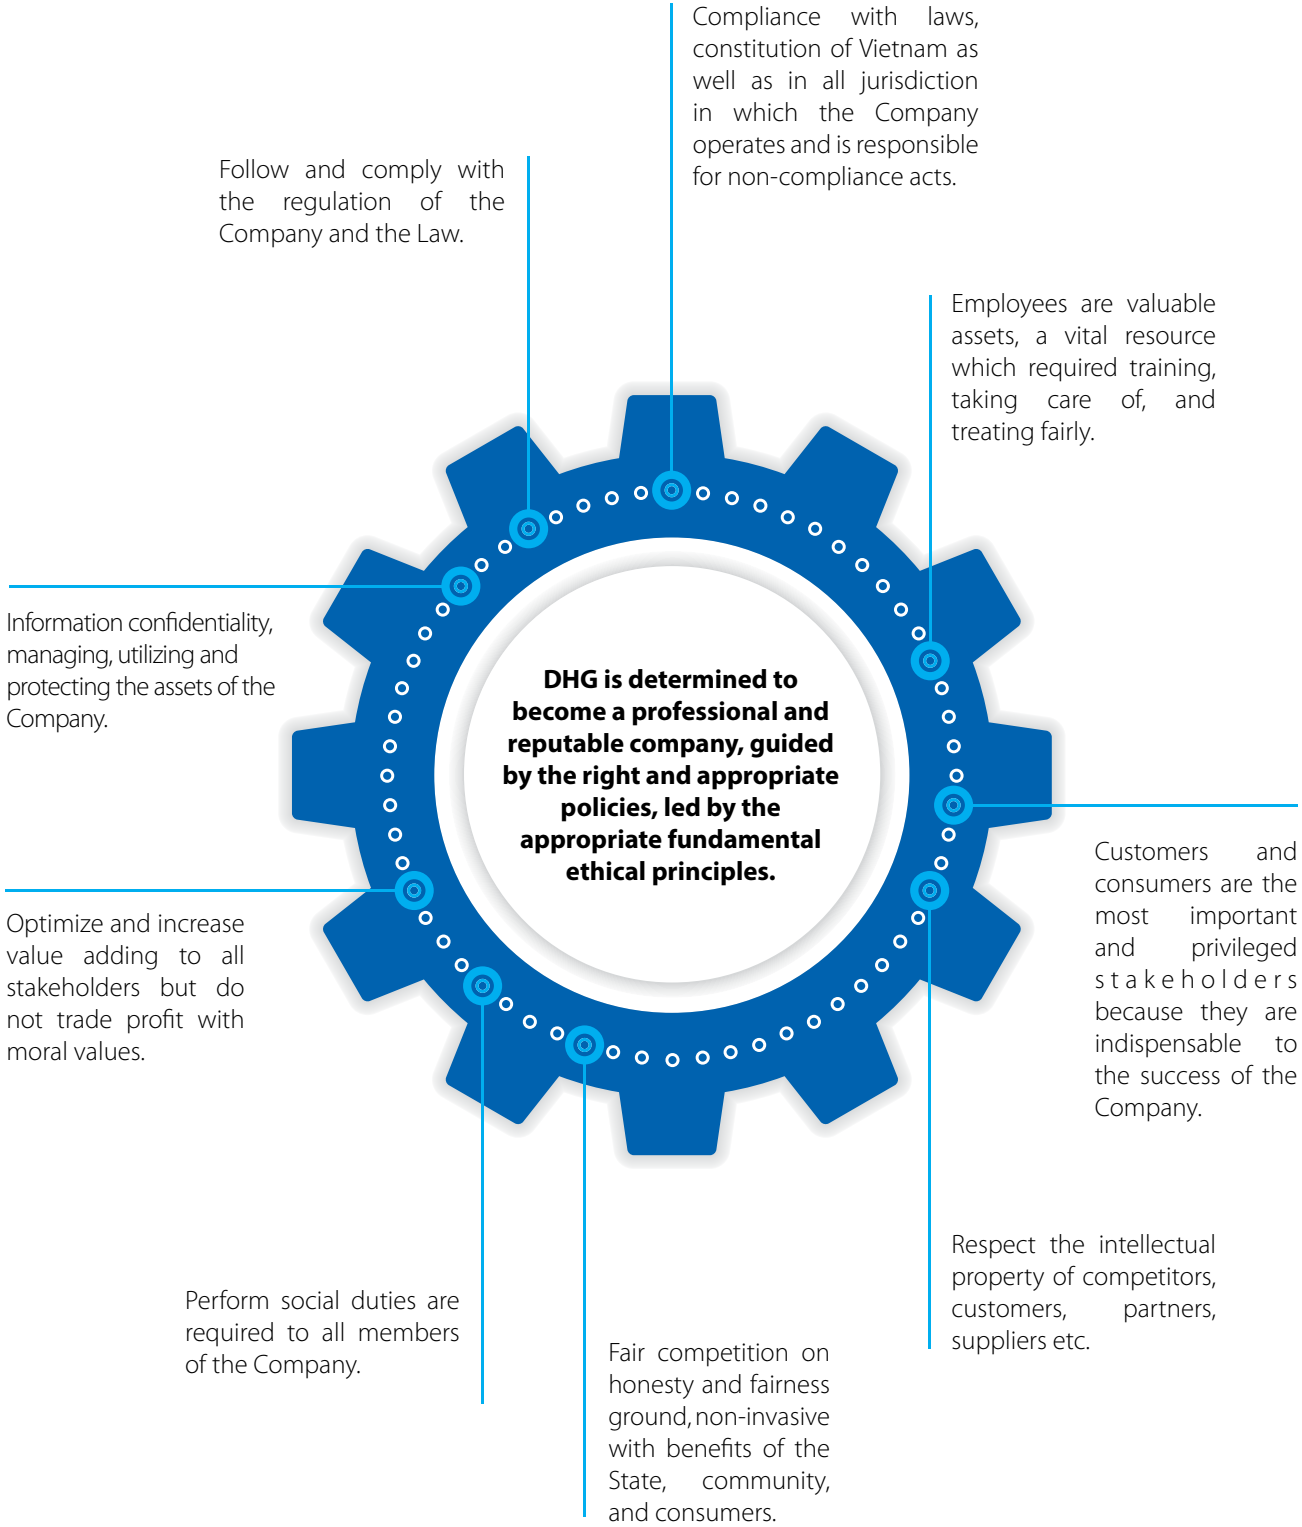 Compliance with laws,
constitution of Vietnam as
well as in all jurisdiction
in which the Company
operates and is responsible
for non-compliance acts.
Follow and comply with
the regulation of the
Company and the Law.
Employees are valuable
assets, a vital resource
which required training,
taking care of, and
treating fairly.
Information confidentiality,
managing, utilizing and
protecting the assets of the
Company.
DHG is determined to
become a professional and
reputable company, guided
by the right and appropriate
policies, led by the
appropriate fundamental
ethical principles.
Customers and
consumers are the
most important
and privileged
stakeholders
because they are
indispensable to
the success of the
Company.
Optimize and increase
value adding to all
stakeholders but do
not trade profit with
moral values.
Respect the intellectual
property of competitors,
customers, partners,
suppliers etc.
Perform social duties are
required to all members
of the Company.
Fair competition on
honesty and fairness
ground, non-invasive
with benefits of the
State, community,
and consumers.